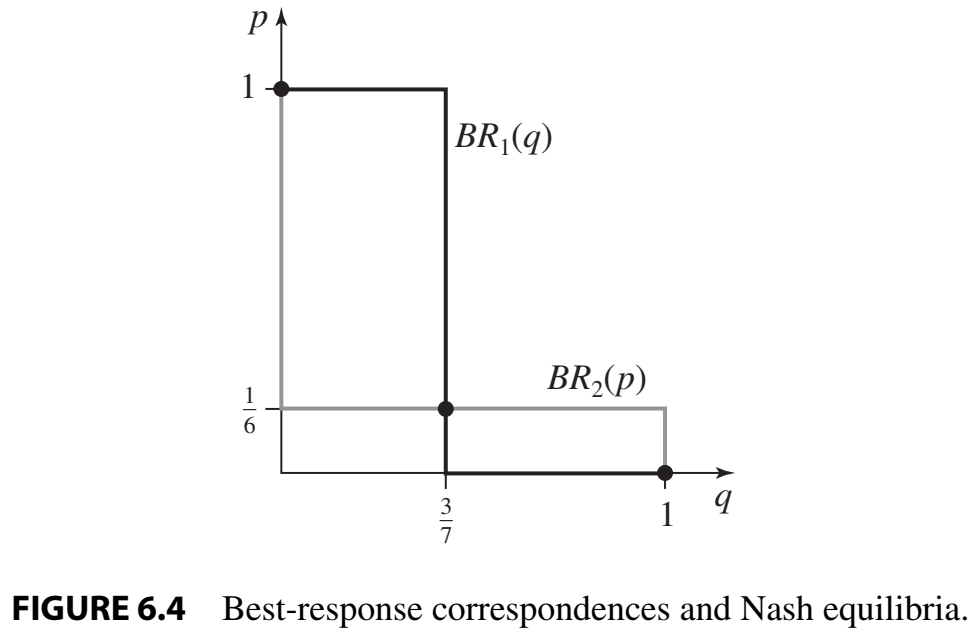 p
1
BR₁(q)
BR₂(p)
1/6
q
3/7
1
FIGURE 6.4 Best-response correspondences and Nash equilibria.